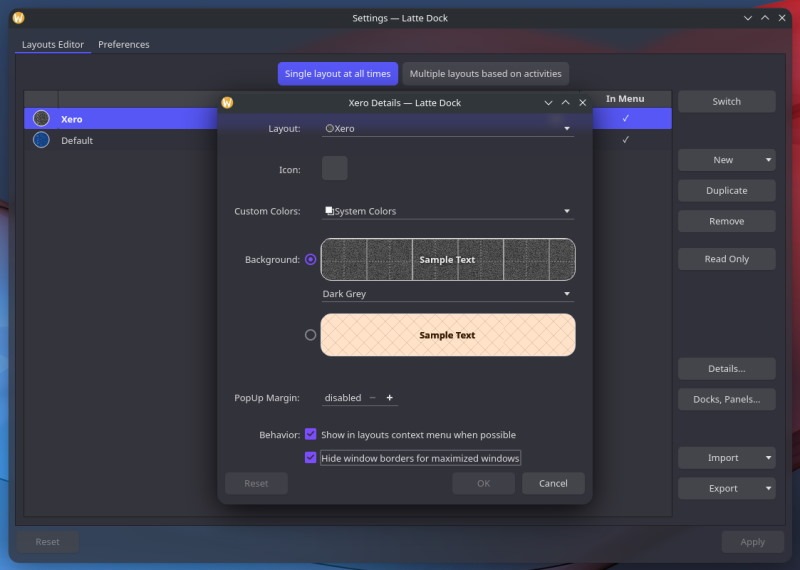 Settings — Latte Dock
Layouts Editor
Preferences
Single layout at all times
Multiple layouts based on activities
In Menu
Xero
✓
Default
✓
Switch
New
Duplicate
Remove
Read Only
Details...
Docks, Panels...
Import
Export
Reset
Apply
Xero Details — Latte Dock
Layout:
Xero
Icon:
Custom Colors:
System Colors
Background:
Sample Text
Dark Grey
Sample Text
PopUp Margin:
disabled − +
Behavior:
Show in layouts context menu when possible
Hide window borders for maximized windows
Reset
OK
Cancel